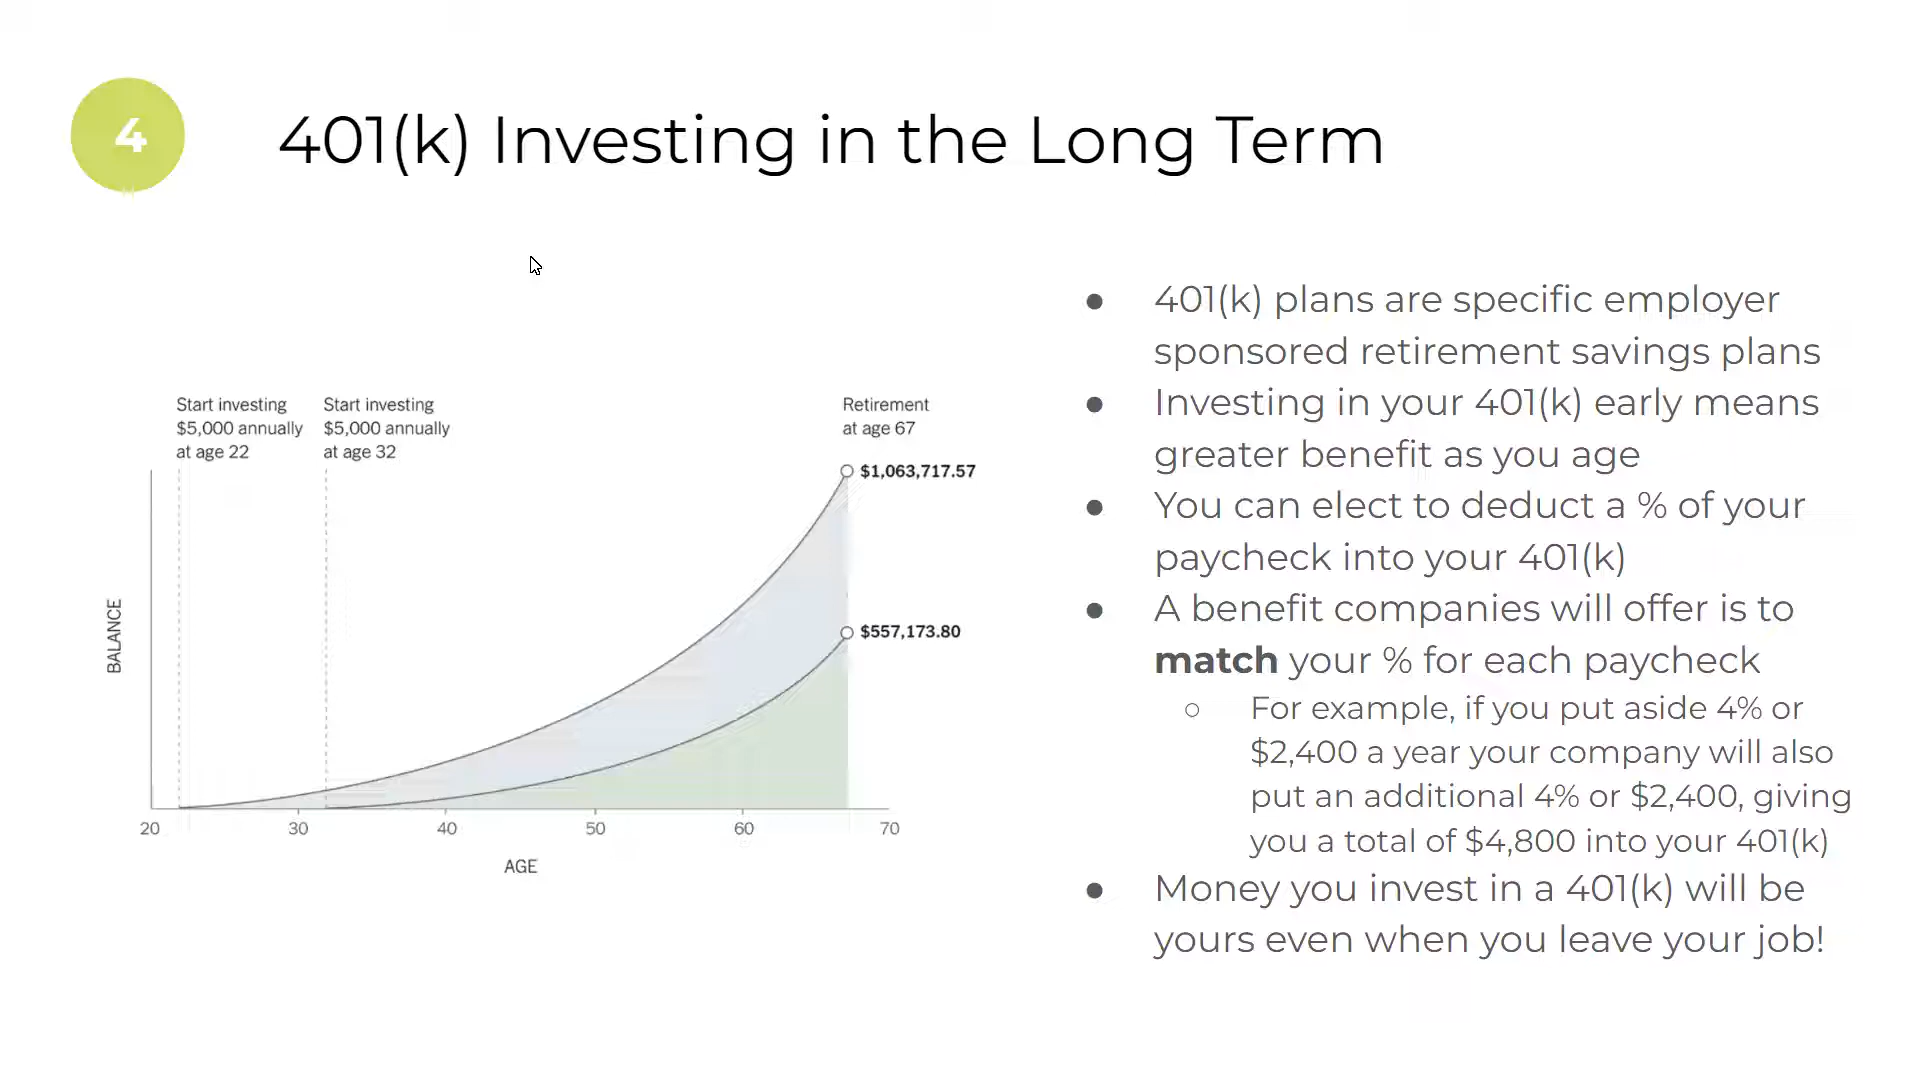 4
401(k) Investing in the Long Term
Start investing
$5,000 annually
at age 22
Start investing
$5,000 annually
at age 32
Retirement
at age 67
$1,063,717.57
$557,173.80
BALANCE
20 30 40 50 60 70
AGE
● 401(k) plans are specific employer
sponsored retirement savings plans
● Investing in your 401(k) early means
greater benefit as you age
● You can elect to deduct a % of your
paycheck into your 401(k)
● A benefit companies will offer is to
match your % for each paycheck
○ For example, if you put aside 4% or
$2,400 a year your company will also
put an additional 4% or $2,400, giving
you a total of $4,800 into your 401(k)
● Money you invest in a 401(k) will be
yours even when you leave your job!